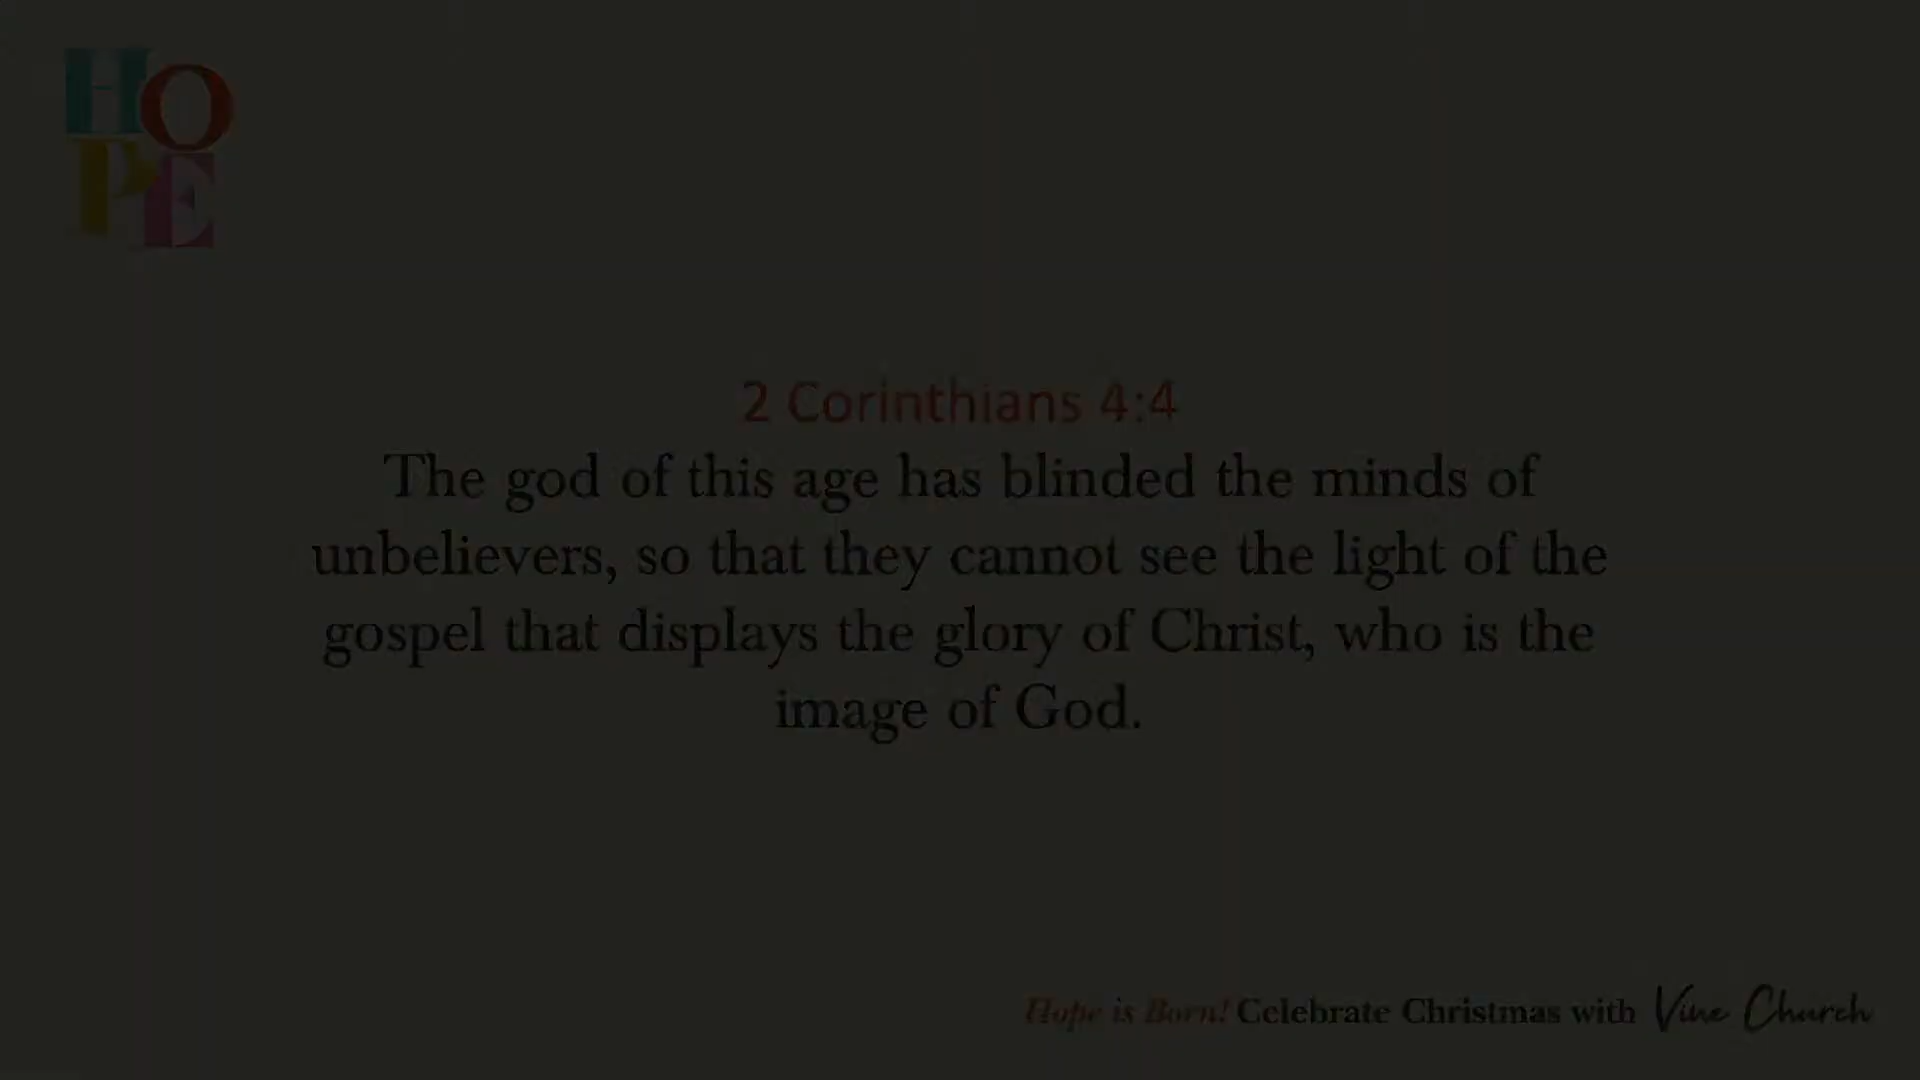 HO
PE
2 Corinthians 4:4
The god of this age has blinded the minds of
unbelievers, so that they cannot see the light of the
gospel that displays the glory of Christ, who is the
image of God.
Hope is Born! Celebrate Christmas with Vine Church